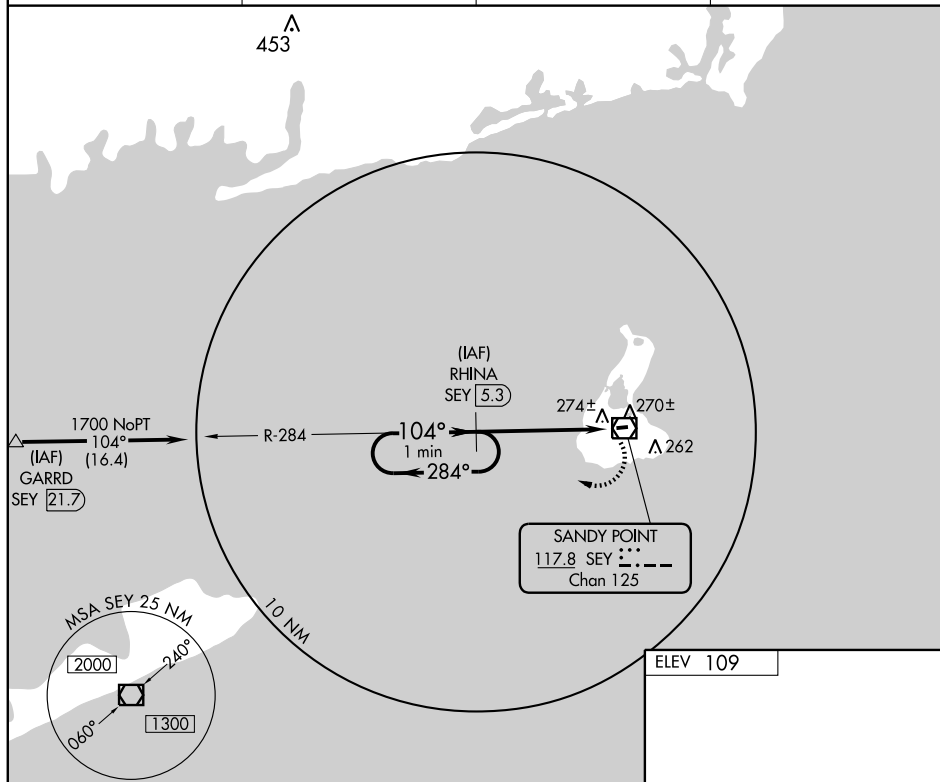 453
(IAF)
RHINA
SEY 5.3
274±
270±
262
1700 NoPT
104°
(16.4)
(IAF)
GARRD
SEY 21.7
R-284
104°
1 min
284°
SANDY POINT
117.8 SEY
Chan 125
10 NM
MSA SEY 25 NM
2000
240°
060°
1300
ELEV 109